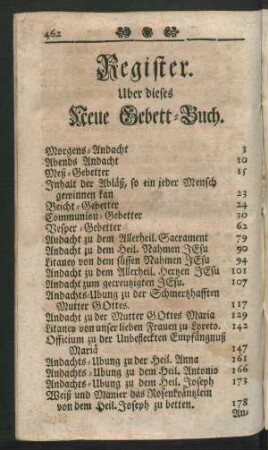 462
Register.
Uber dieses
Neue Gebett-Buch.
Morgens-Andacht 3
Abends Andacht 10
Meß-Gebetter 15
Inhalt der Abläß, so ein jeder Mensch
gewinnen kan 23
Beicht-Gebetter 24
Communion-Gebetter 30
Vesper-Gebetter 62
Andacht zu dem Allerheil. Sacrament 79
Andacht zu dem Heil. Nahmen JEsu 90
Litaney von dem süssen Nahmen JEsu 94
Andacht zu dem Allerheil. Hertzen JEsu 101
Andacht zum gecreutzigten JEsu. 107
Andachts-Ubung zu der Schmertzhafften
Mutter GOttes. 117
Andacht zu der Mutter GOttes Maria 129
Litaney von unser lieben Frauen zu Loreto. 142
Officium zu der Unbefleckten Empfängnuß
Mariä 147
Andachts-Ubung zu der Heil. Anna 161
Andachts-Ubung zu dem Heil. Antonio 166
Andachts-Ubung zu dem Heil. Joseph 173
Weiß und Manier das Rosenkräntzlein
von dem Heil. Joseph zu betten. 178
An-